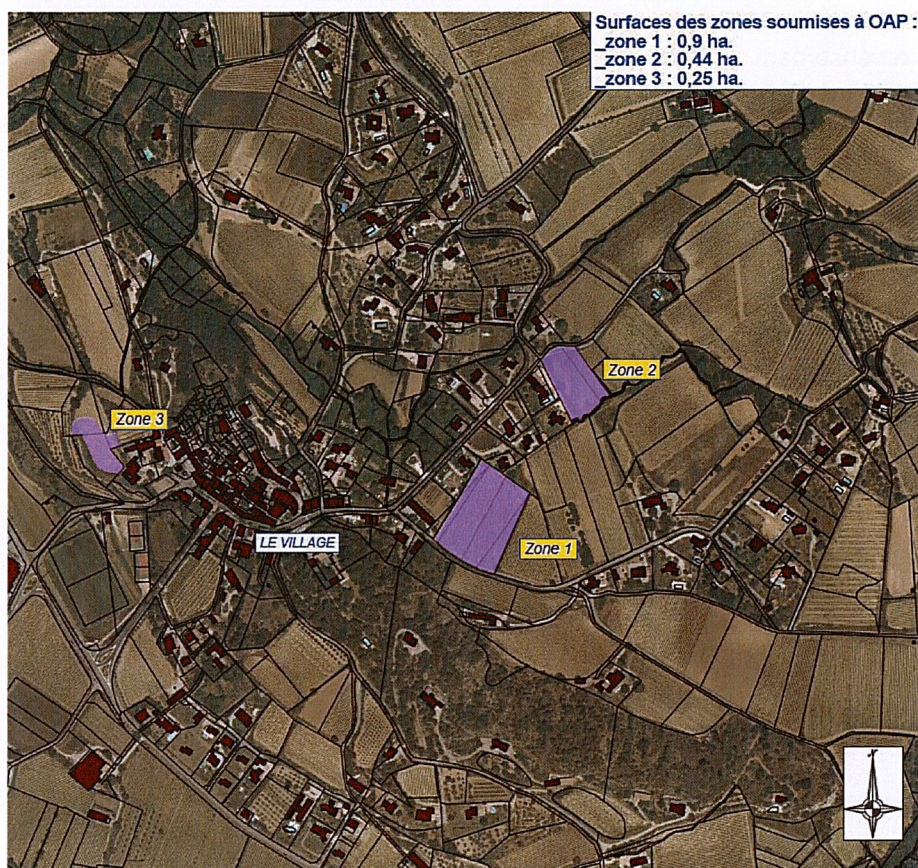 Surfaces des zones soumises à OAP :
_zone 1 : 0,9 ha.
_zone 2 : 0,44 ha.
_zone 3 : 0,25 ha.
Zone 2
Zone 3
LE VILLAGE
Zone 1